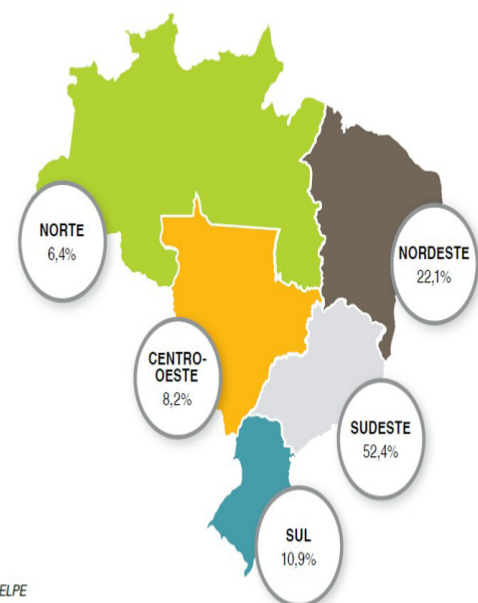 NORTE
6,4%
NORDESTE
22,1%
CENTRO-
OESTE
8,2%
SUDESTE
52,4%
SUL
10,9%
ELPE